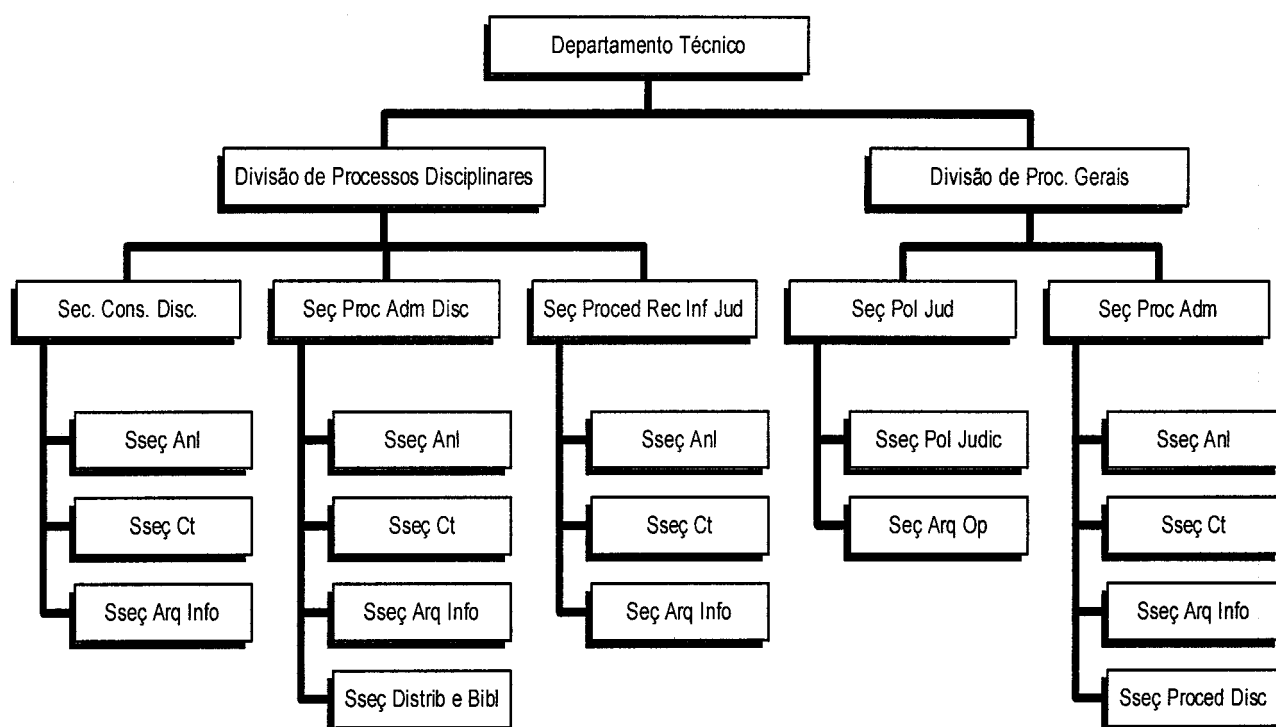 Departamento Técnico
Divisão de Processos Disciplinares
Divisão de Proc. Gerais
Sec. Cons. Disc.
Seç Proc Adm Disc
Seç Proced Rec Inf Jud
Seç Pol Jud
Seç Proc Adm
Sseç Anl
Sseç Anl
Sseç Anl
Sseç Pol Judic
Sseç Anl
Sseç Ct
Sseç Ct
Sseç Ct
Seç Arq Op
Sseç Ct
Sseç Arq Info
Sseç Arq Info
Seç Arq Info
Sseç Arq Info
Sseç Distrib e Bibl
Sseç Proced Disc